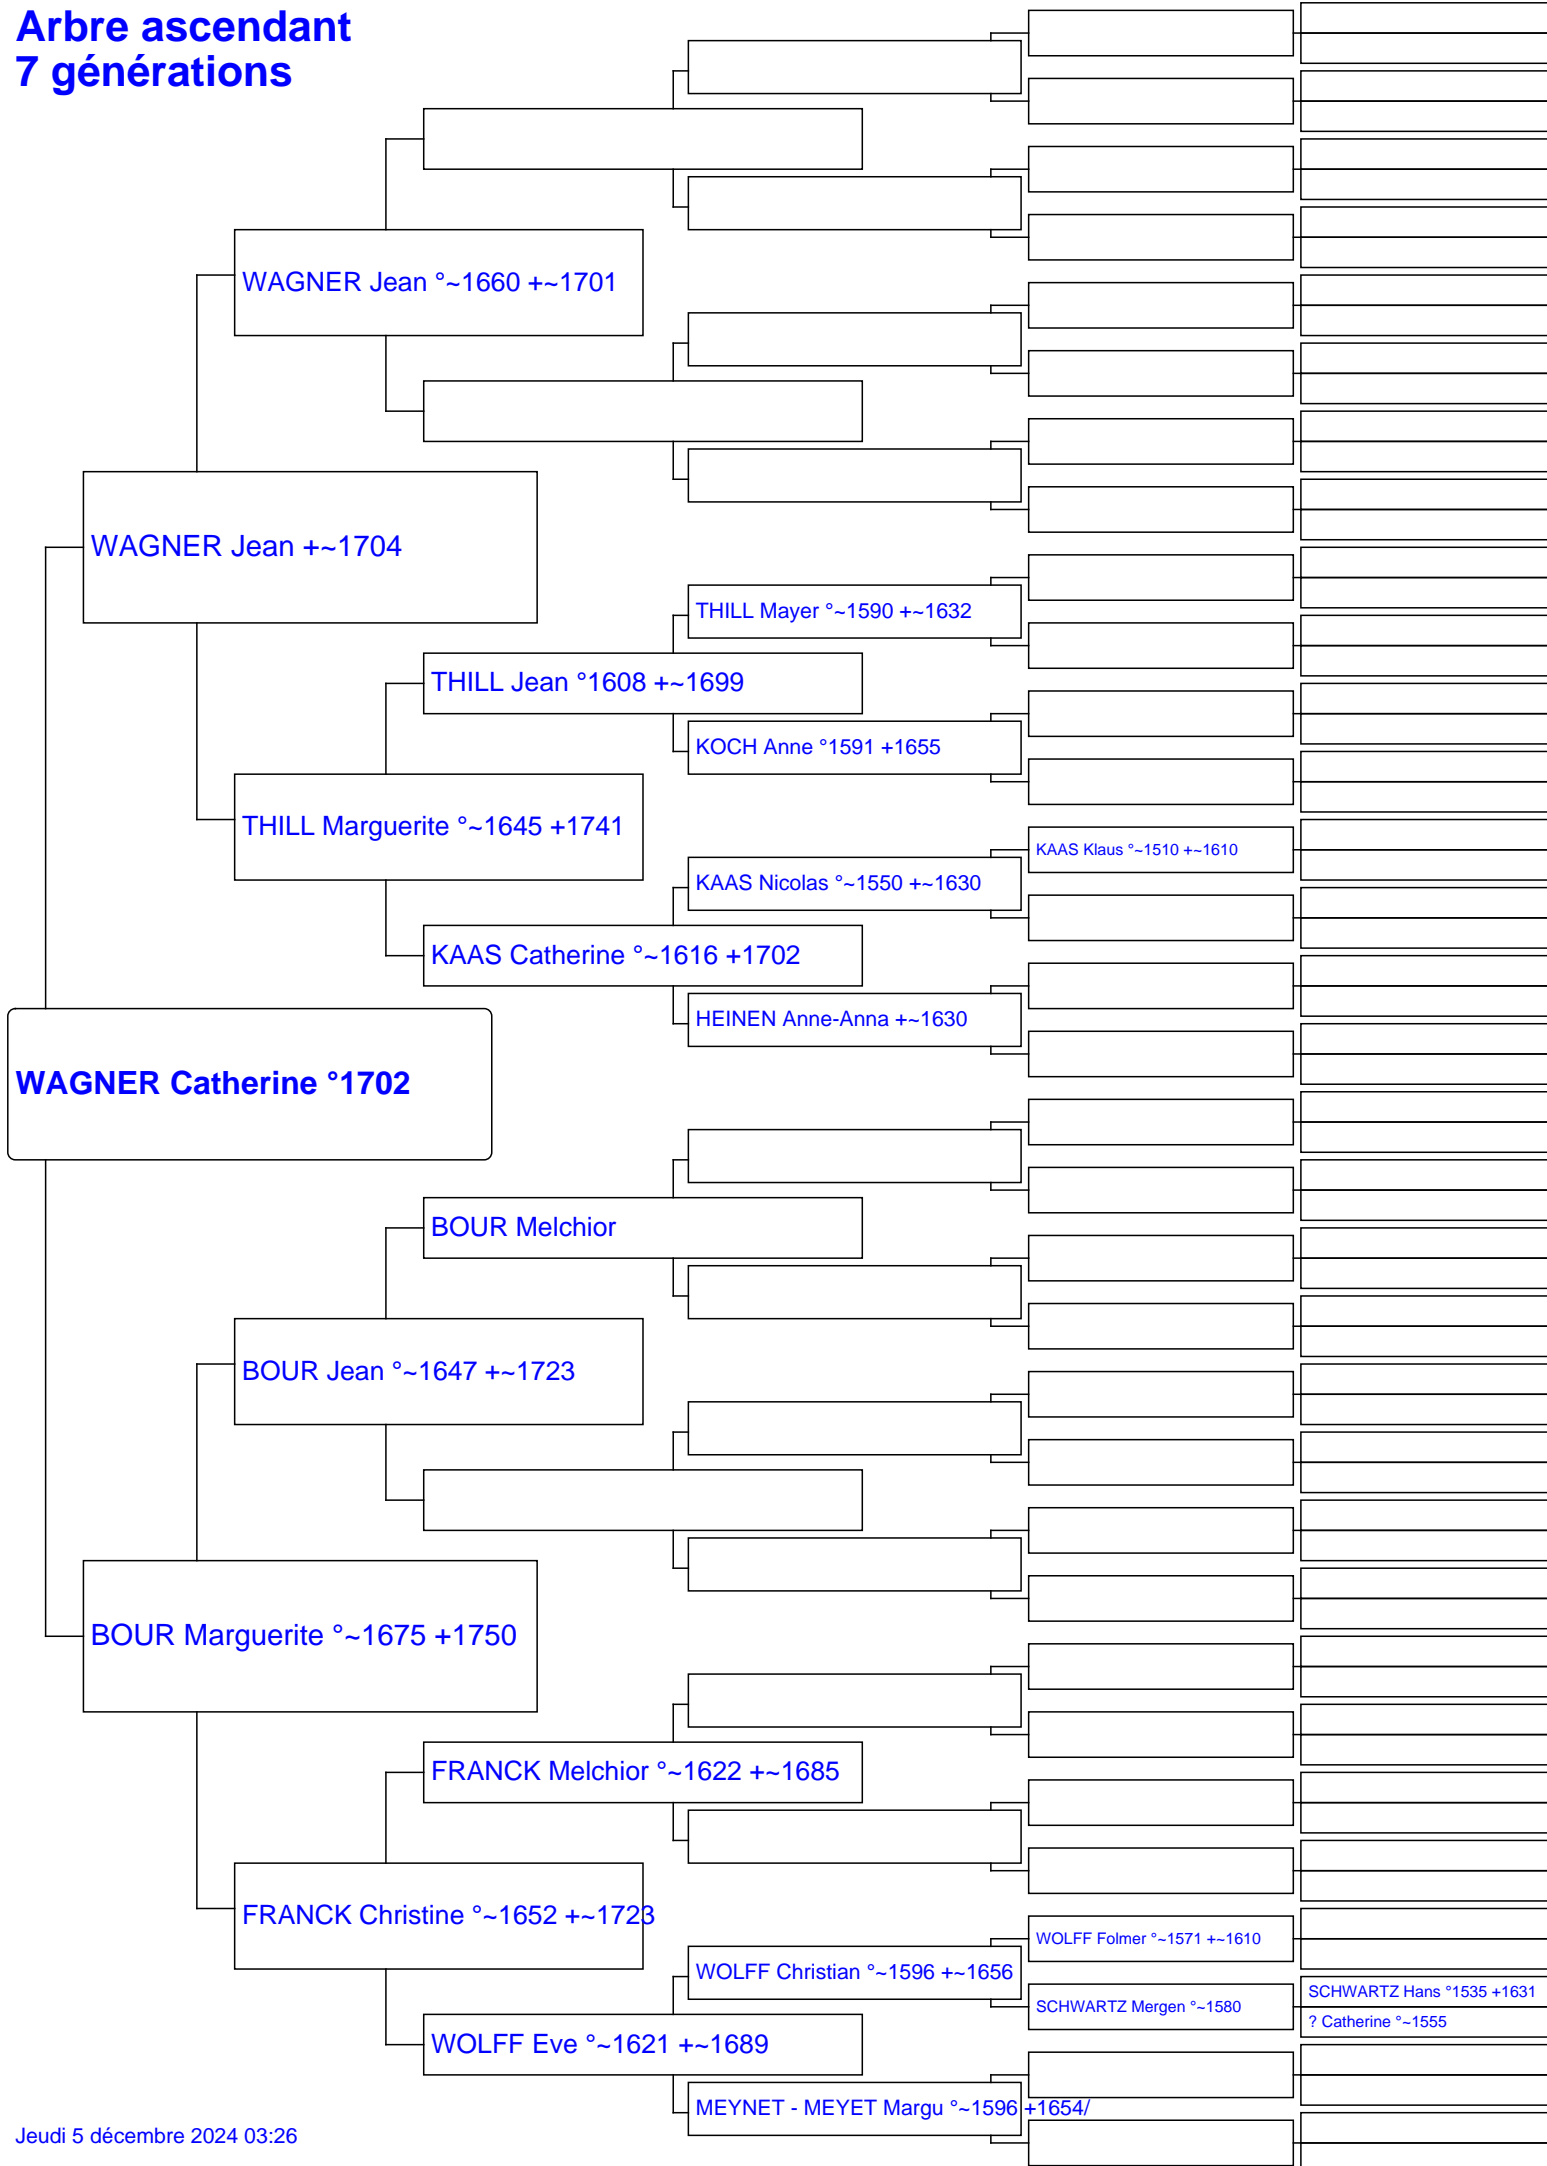 Arbre ascendant
7 générations
WAGNER Jean °~1660 +~1701
WAGNER Jean +~1704
THILL Mayer °~1590 +~1632
THILL Jean °1608 +~1699
KOCH Anne °1591 +1655
THILL Marguerite °~1645 +1741
KAAS Klaus °~1510 +~1610
KAAS Nicolas °~1550 +~1630
KAAS Catherine °~1616 +1702
HEINEN Anne-Anna +~1630
WAGNER Catherine °1702
BOUR Melchior
BOUR Jean °~1647 +~1723
BOUR Marguerite °~1675 +1750
FRANCK Melchior °~1622 +~1685
FRANCK Christine °~1652 +~1723
WOLFF Folmer °~1571 +~1610
WOLFF Christian °~1596 +~1656
SCHWARTZ Hans °1535 +1631
SCHWARTZ Mergen °~1580
? Catherine °~1555
WOLFF Eve °~1621 +~1689
MEYNET - MEYET Margu °~1596 +1654/
Jeudi 5 décembre 2024 03:26